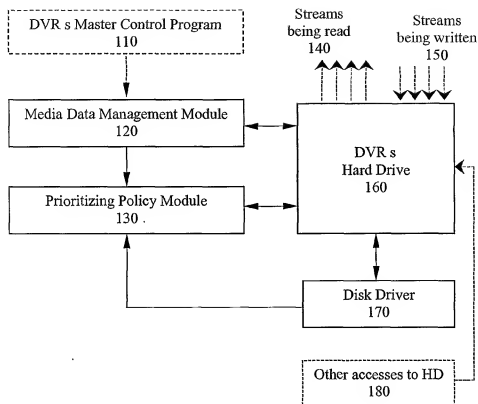 DVR s Master Control Program
110
Streams
being read
140
Streams
being written
150
Media Data Management Module
120
DVR s
Hard Drive
160
Prioritizing Policy Module
130
Disk Driver
170
Other accesses to HD
180